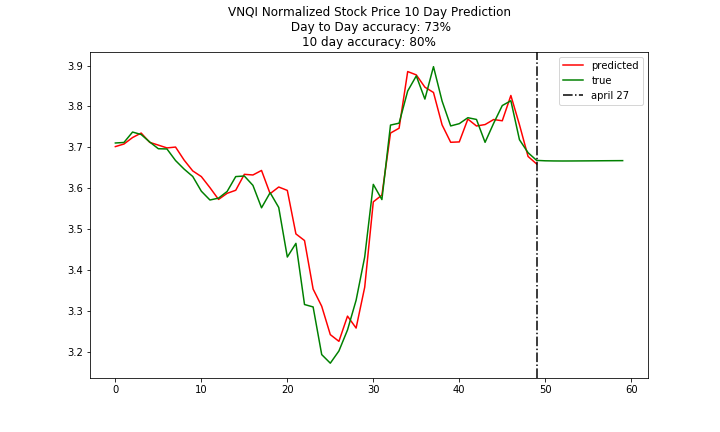 VNQI Normalized Stock Price 10 Day Prediction
Day to Day accuracy: 73%
10 day accuracy: 80%
predicted
true
april 27
3.9
3.8
3.7
3.6
3.5
3.4
3.3
3.2
0 10 20 30 40 50 60